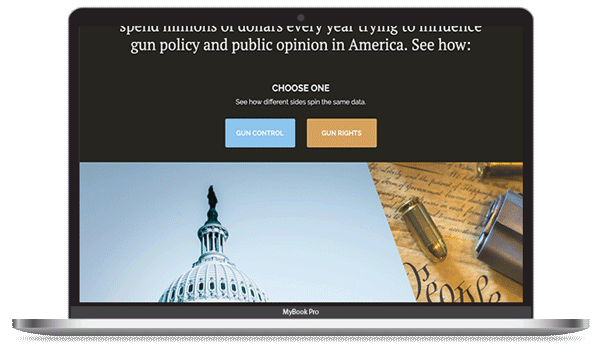 spend millions of dollars every year trying to influence
gun policy and public opinion in America. See how:
CHOOSE ONE
See how different sides spin the same data.
GUN CONTROL
GUN RIGHTS
People
MyBook Pro